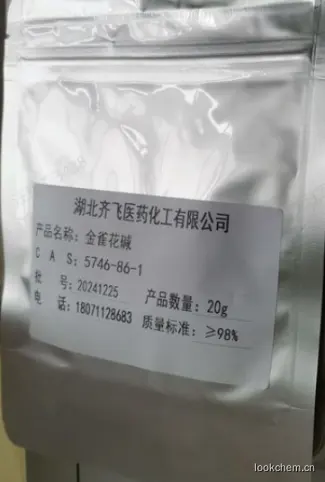 湖北齐飞医药化工有限公司
产品名称: 金雀花碱
C A S: 5746-86-1
批 号: 20241225 产品数量: 20g
电 话: 18071128683 质量标准: ≥98%
lookchem.cn